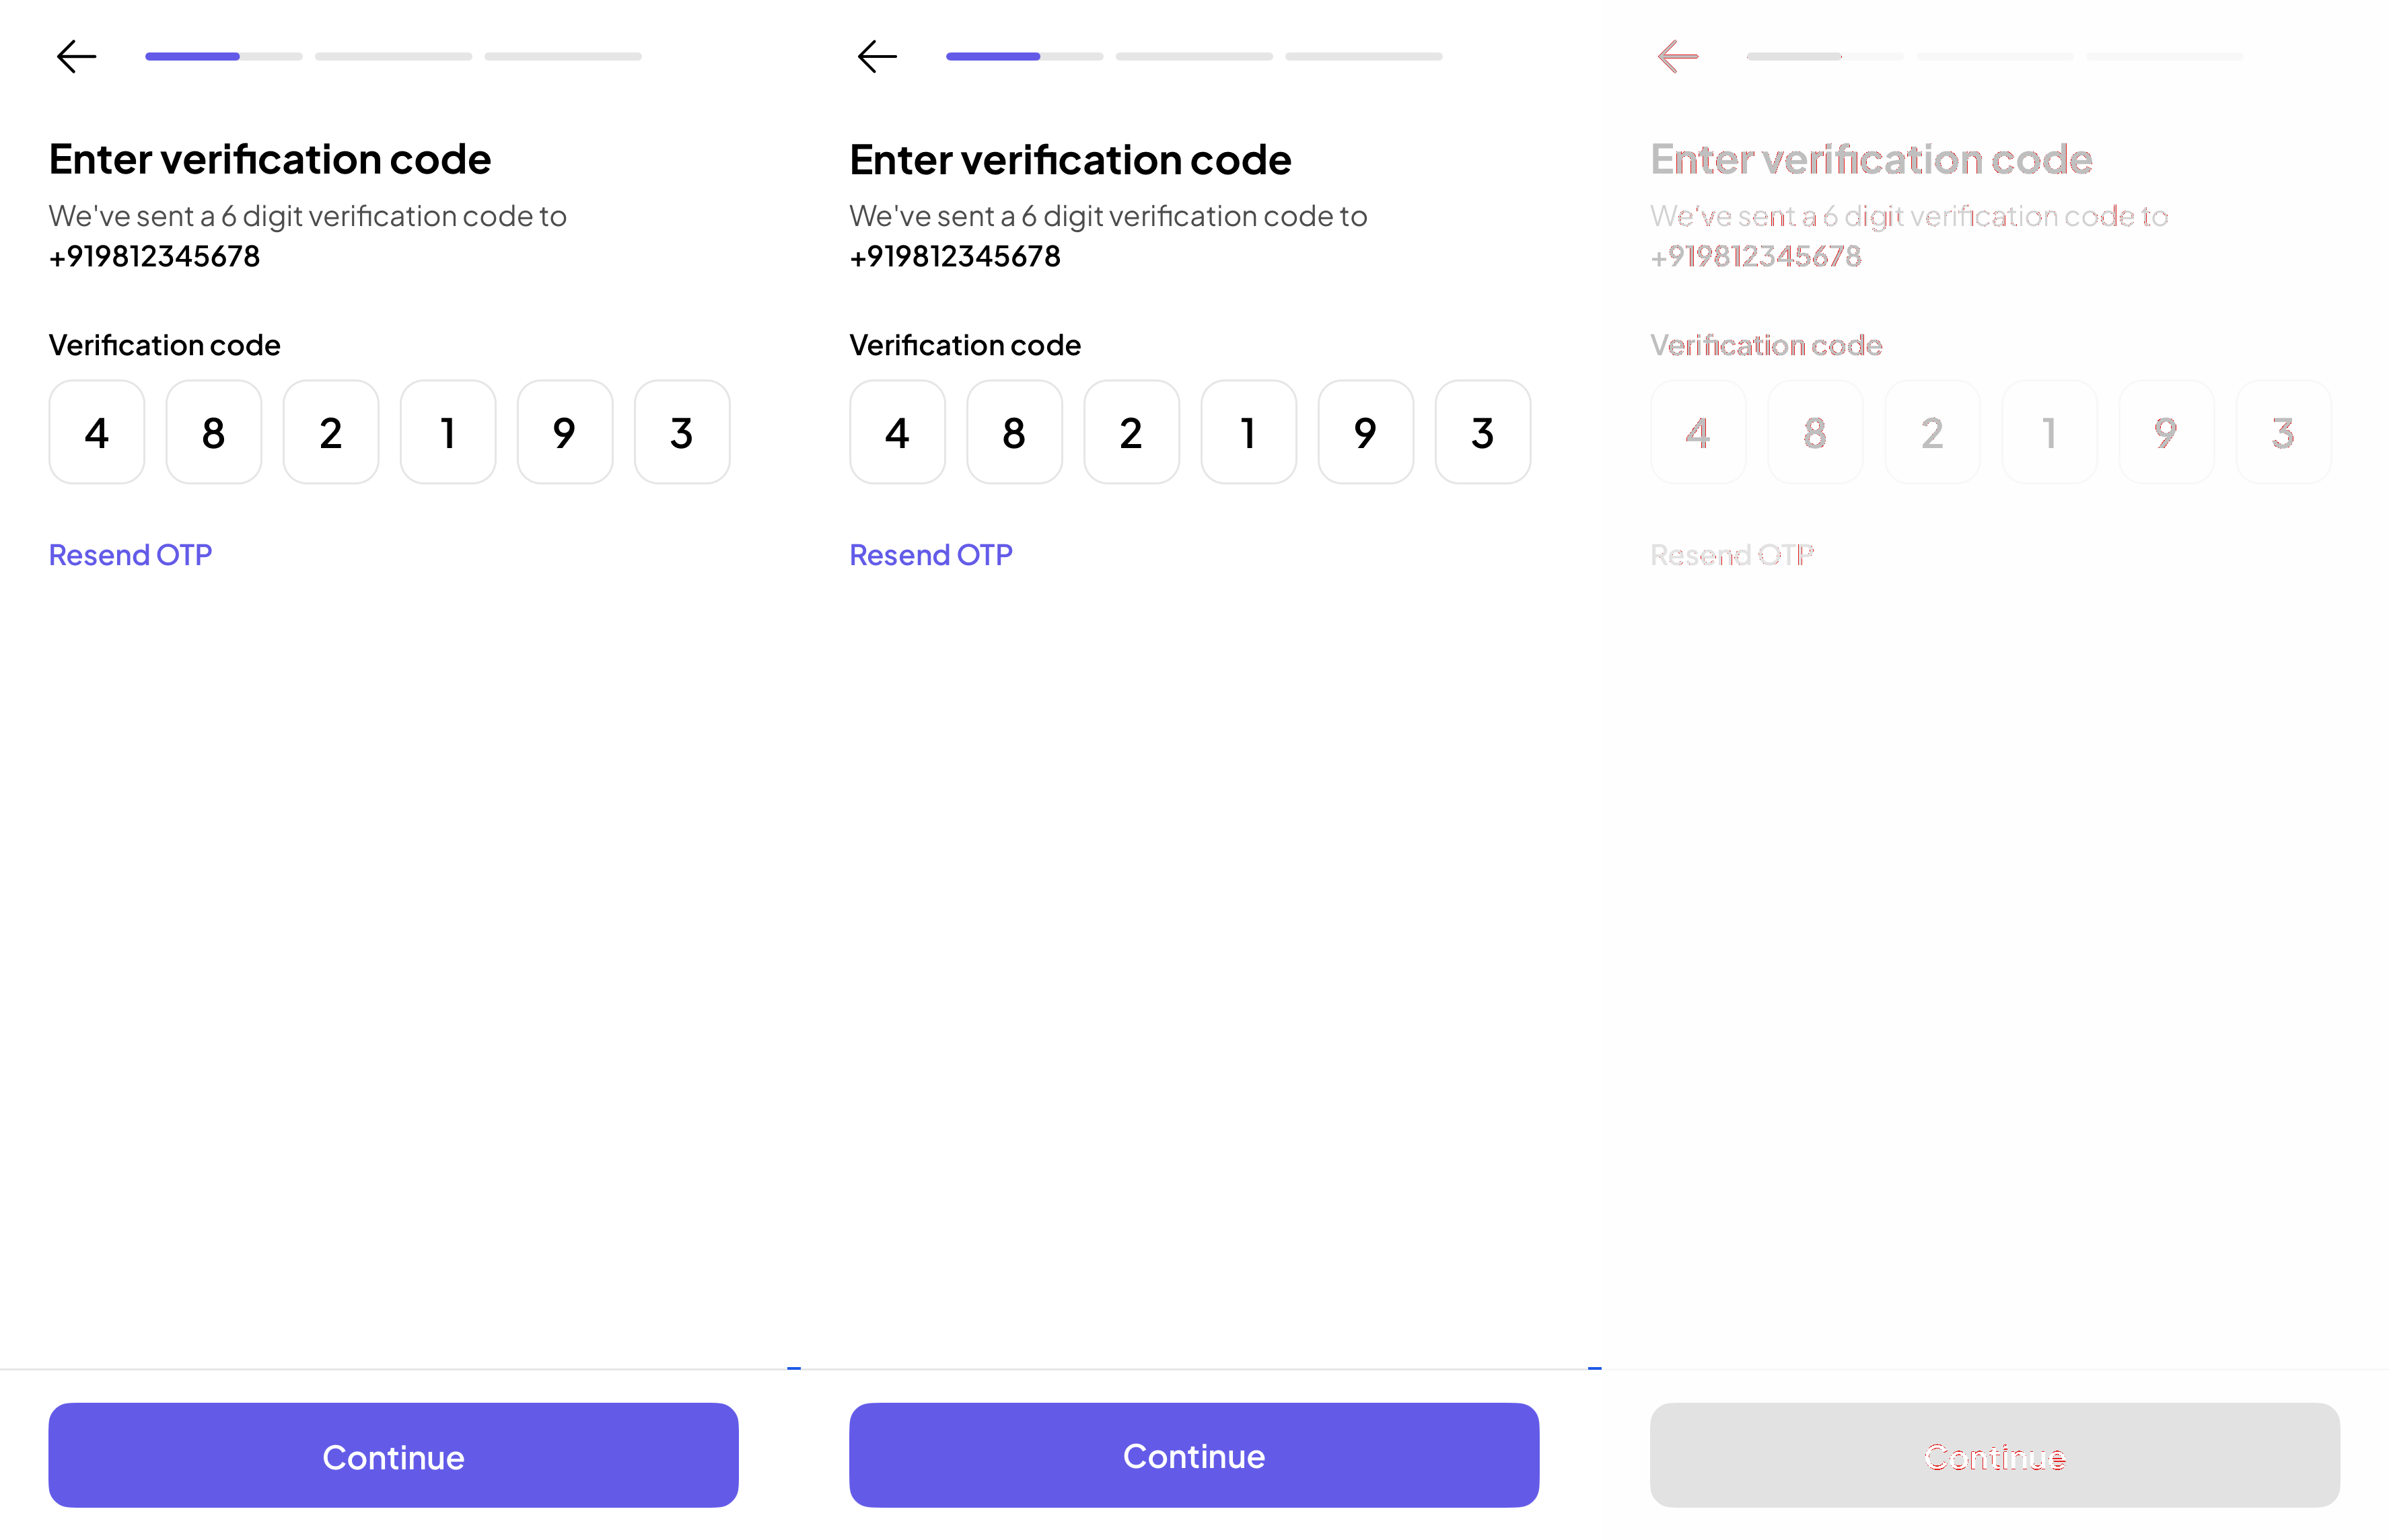 Enter verification code
We've sent a 6 digit verification code to
+919812345678
Verification code
4 8 2 1 9 3
Resend OTP
Continue
Enter verification code
We've sent a 6 digit verification code to
+919812345678
Verification code
4 8 2 1 9 3
Resend OTP
Continue
Enter verification code
We've sent a 6 digit verification code to
+919812345678
Verification code
4 8 2 1 9 3
Resend OTP
Continue